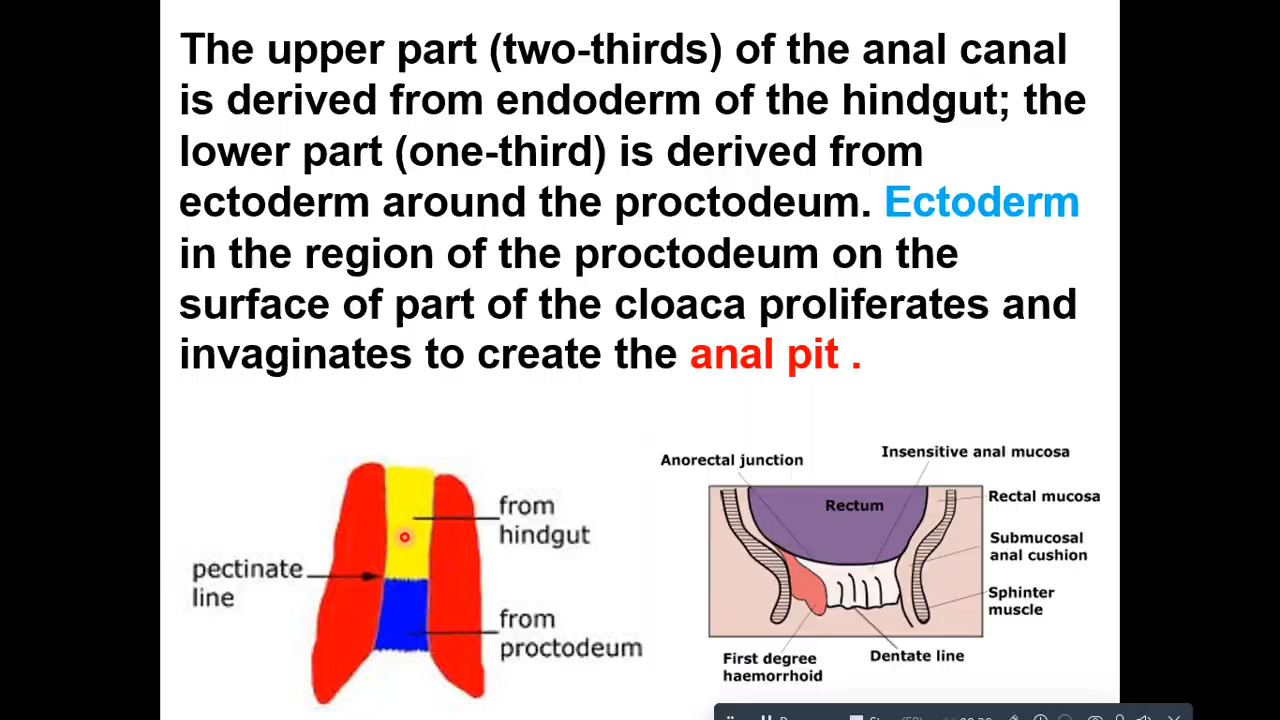 The upper part (two-thirds) of the anal canal
is derived from endoderm of the hindgut; the
lower part (one-third) is derived from
ectoderm around the proctodeum. Ectoderm
in the region of the proctodeum on the
surface of part of the cloaca proliferates and
invaginates to create the anal pit .
from
hindgut
pectinate
line
from
proctodeum
Anorectal junction
Insensitive anal mucosa
Rectum
Rectal mucosa
Submucosal
anal cushion
Sphinter
muscle
First degree
haemorrhoid
Dentate line